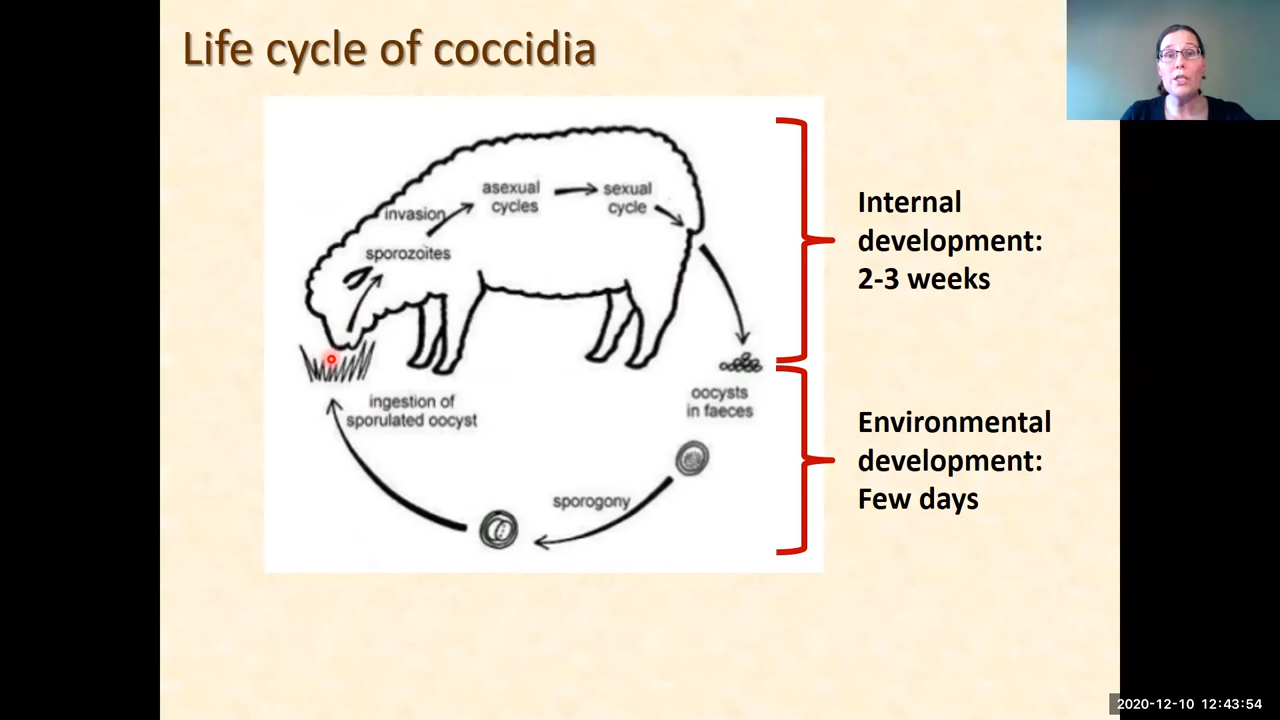 Life cycle of coccidia
asexual
cycles
sexual
cycle
invasion
sporozoites
Internal
development:
2-3 weeks
ingestion of
sporulated oocyst
oocysts
in faeces
sporogony
Environmental
development:
Few days
2020-12-10 12:43:54